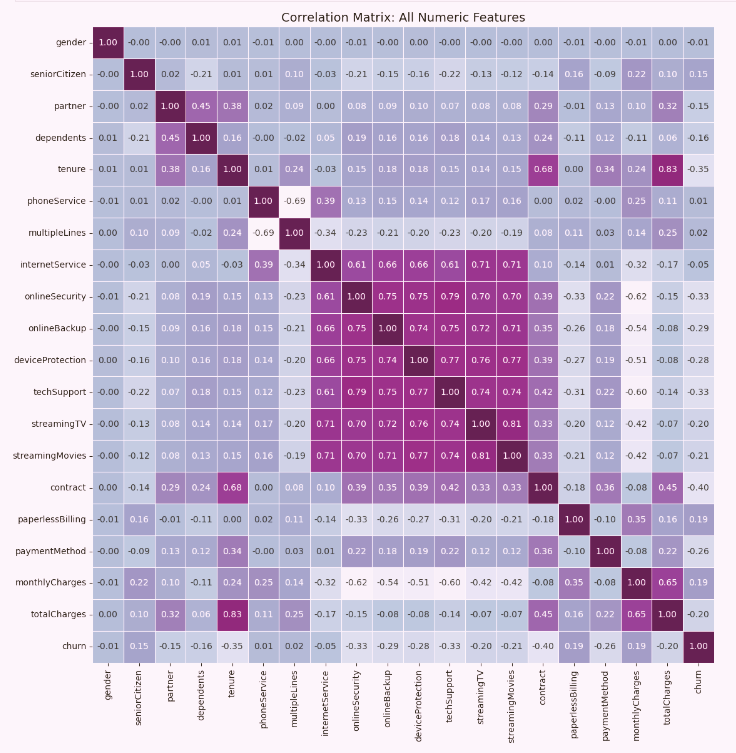 Correlation Matrix: All Numeric Features
gender 1.00 -0.00 -0.00 0.01 0.01 -0.01 0.00 -0.00 -0.01 -0.00 -0.00 -0.00 -0.00 -0.00 -0.00 -0.01 -0.00 -0.01 0.00 -0.01
seniorCitizen -0.00 1.00 0.02 -0.21 0.01 0.01 0.10 -0.03 -0.21 -0.15 -0.16 -0.22 -0.13 -0.12 -0.14 0.16 -0.09 0.22 0.10 0.15
partner -0.00 0.02 1.00 0.45 0.38 0.02 0.09 0.00 0.08 0.09 0.10 0.07 0.08 0.08 0.29 -0.01 0.13 0.10 0.32 -0.15
dependents 0.01 -0.21 0.45 1.00 0.16 -0.00 -0.02 0.05 0.19 0.16 0.16 0.18 0.14 0.13 0.24 -0.11 0.12 -0.11 0.06 -0.16
tenure 0.01 0.01 0.38 0.16 1.00 0.01 0.24 -0.03 0.15 0.18 0.18 0.15 0.14 0.15 0.68 0.00 0.34 0.24 0.83 -0.35
phoneService -0.01 0.01 0.02 -0.00 0.01 1.00 -0.69 0.39 0.13 0.15 0.14 0.12 0.17 0.16 0.00 0.02 -0.00 0.25 0.11 0.01
multipleLines 0.00 0.10 0.09 -0.02 0.24 -0.69 1.00 -0.34 -0.23 -0.21 -0.20 -0.23 -0.20 -0.19 0.08 0.11 0.03 0.14 0.25 0.02
internetService -0.00 -0.03 0.00 0.05 -0.03 0.39 -0.34 1.00 0.61 0.66 0.66 0.61 0.71 0.71 0.10 -0.14 0.01 -0.32 -0.17 -0.05
onlineSecurity -0.01 -0.21 0.08 0.19 0.15 0.13 -0.23 0.61 1.00 0.75 0.75 0.79 0.70 0.70 0.39 -0.33 0.22 -0.62 -0.15 -0.33
onlineBackup -0.00 -0.15 0.09 0.16 0.18 0.15 -0.21 0.66 0.75 1.00 0.74 0.75 0.72 0.71 0.35 -0.26 0.18 -0.54 -0.08 -0.29
deviceProtection -0.00 -0.16 0.10 0.16 0.18 0.14 -0.20 0.66 0.75 0.74 1.00 0.77 0.76 0.77 0.39 -0.27 0.19 -0.51 -0.08 -0.28
techSupport -0.00 -0.22 0.07 0.18 0.15 0.12 -0.23 0.61 0.79 0.75 0.77 1.00 0.74 0.74 0.42 -0.31 0.22 -0.60 -0.14 -0.33
streamingTV -0.00 -0.13 0.08 0.14 0.14 0.17 -0.20 0.71 0.70 0.72 0.76 0.74 1.00 0.81 0.33 -0.20 0.12 -0.42 -0.07 -0.20
streamingMovies -0.00 -0.12 0.08 0.13 0.15 0.16 -0.19 0.71 0.70 0.71 0.77 0.74 0.81 1.00 0.33 -0.21 0.12 -0.42 -0.07 -0.21
contract -0.00 -0.14 0.29 0.24 0.68 0.00 0.08 0.10 0.39 0.35 0.39 0.42 0.33 0.33 1.00 -0.18 0.36 -0.08 0.45 -0.40
paperlessBilling -0.01 0.16 -0.01 -0.11 0.00 0.02 0.11 -0.14 -0.33 -0.26 -0.27 -0.31 -0.20 -0.21 -0.18 1.00 -0.10 0.35 0.16 0.19
paymentMethod -0.00 -0.09 0.13 0.12 0.34 -0.00 0.03 0.01 0.22 0.18 0.19 0.22 0.12 0.12 0.36 -0.10 1.00 -0.08 0.22 -0.26
monthlyCharges -0.01 0.22 0.10 -0.11 0.24 0.25 0.14 -0.32 -0.62 -0.54 -0.51 -0.60 -0.42 -0.42 -0.08 0.35 -0.08 1.00 0.65 0.19
totalCharges 0.00 0.10 0.32 0.06 0.83 0.11 0.25 -0.17 -0.15 -0.08 -0.08 -0.14 -0.07 -0.07 0.45 0.16 0.22 0.65 1.00 -0.20
churn -0.01 0.15 -0.15 -0.16 -0.35 0.01 0.02 -0.05 -0.33 -0.29 -0.28 -0.33 -0.20 -0.21 -0.40 0.19 -0.26 0.19 -0.20 1.00
gender seniorCitizen partner dependents tenure phoneService multipleLines internetService onlineSecurity onlineBackup deviceProtection techSupport streamingTV streamingMovies contract paperlessBilling paymentMethod monthlyCharges totalCharges churn